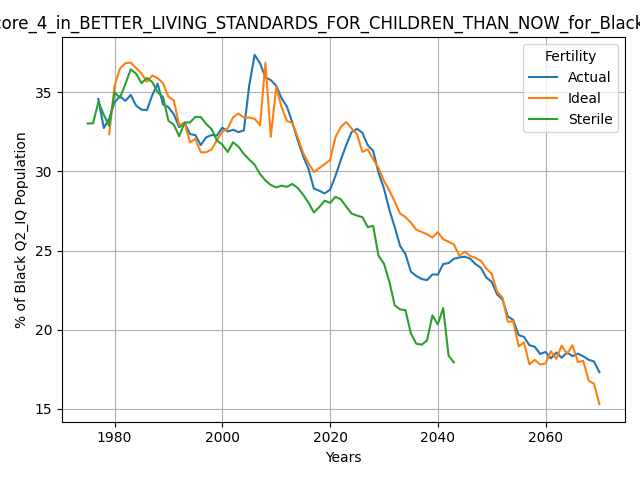 core_4_in_BETTER_LIVING_STANDARDS_FOR_CHILDREN_THAN_NOW_for_Black
Fertility
Actual
Ideal
Sterile
% of Black Q2_IQ Population
35
30
25
20
15
1980
2000
2020
2040
2060
Years